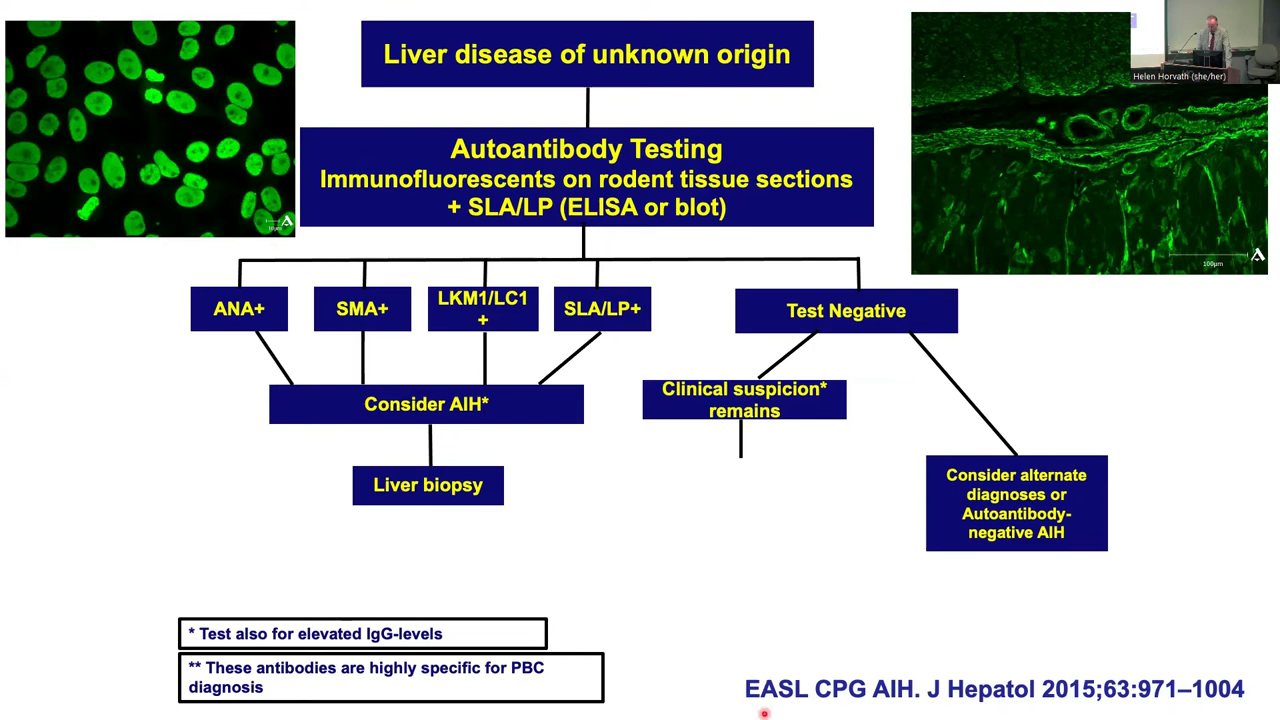 Liver disease of unknown origin
Helen Horvath (she/her)
Autoantibody Testing
Immunofluorescents on rodent tissue sections
+ SLA/LP (ELISA or blot)
10µm
100µm
ANA+
SMA+
LKM1/LC1
+
SLA/LP+
Test Negative
Consider AIH*
Clinical suspicion*
remains
Liver biopsy
Consider alternate
diagnoses or
Autoantibody-
negative AIH
* Test also for elevated IgG-levels
** These antibodies are highly specific for PBC
diagnosis
EASL CPG AIH. J Hepatol 2015;63:971–1004